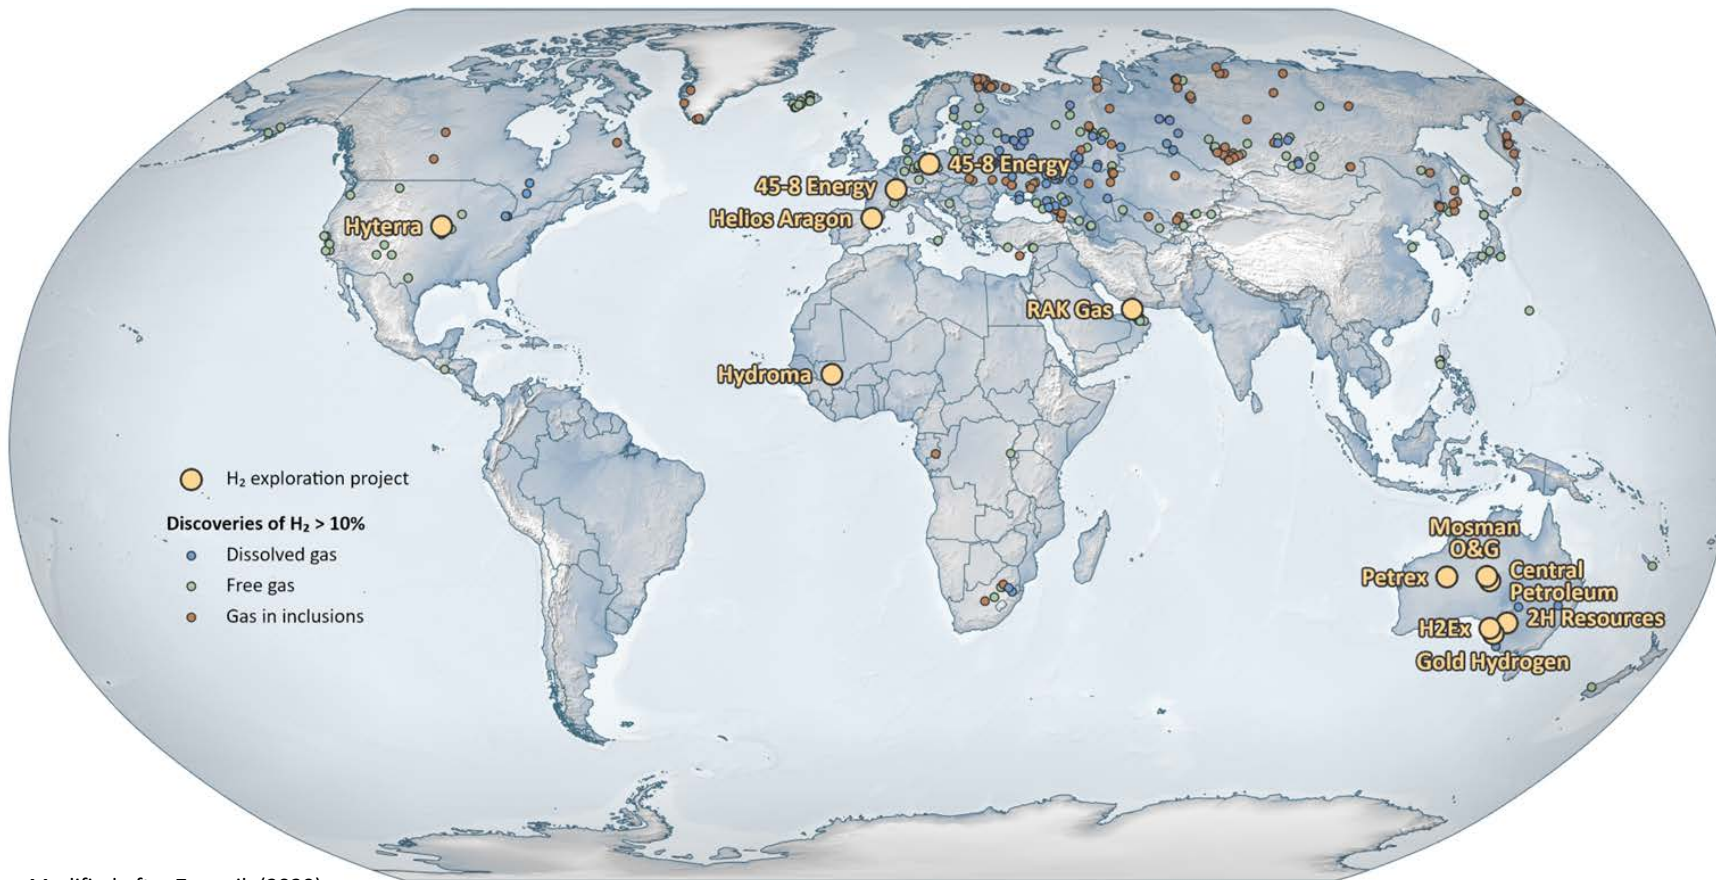 45-8 Energy
45-8 Energy
Helios Aragon
Hyterra
RAK Gas
Hydroma
H₂ exploration project
Discoveries of H₂ > 10%
Dissolved gas
Free gas
Gas in inclusions
Mosman
O&G
Petrex
Central
Petroleum
2H Resources
H2Ex
Gold Hydrogen